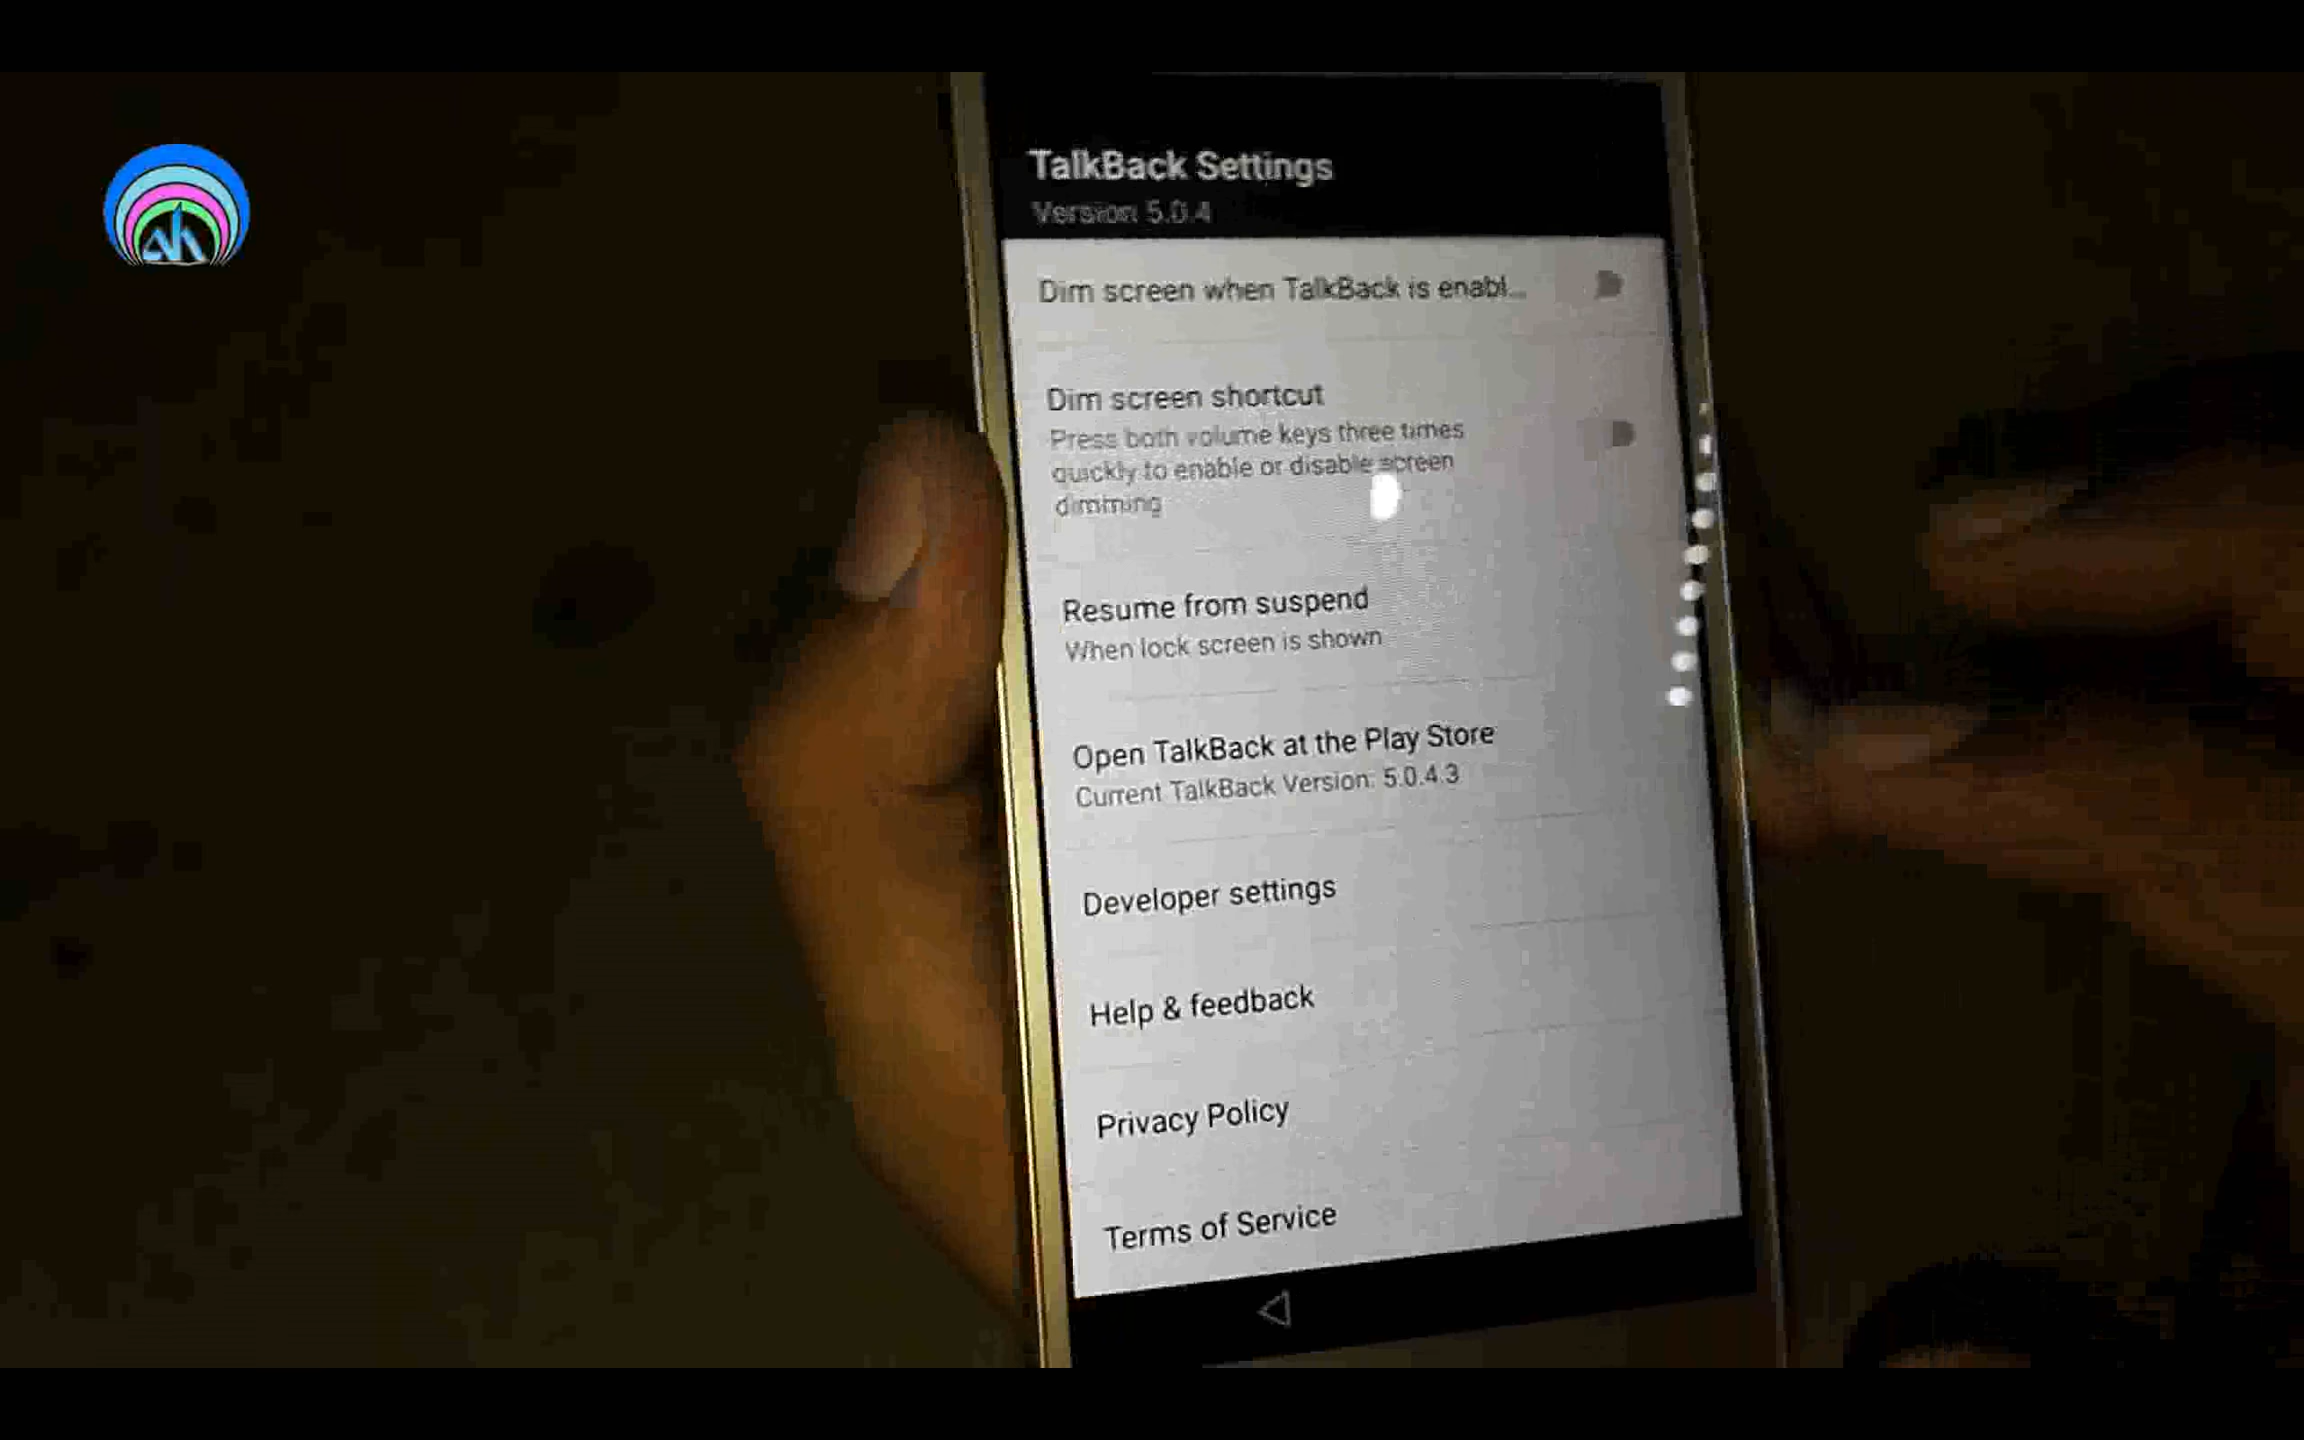 TalkBack Settings
Version 5.0.4
Dim screen when TalkBack is enabl...
Dim screen shortcut
Press both volume keys three times
quickly to enable or disable screen
dimming
Resume from suspend
When lock screen is shown
Open TalkBack at the Play Store
Current TalkBack Version: 5.0.4.3
Developer settings
Help & feedback
Privacy Policy
Terms of Service